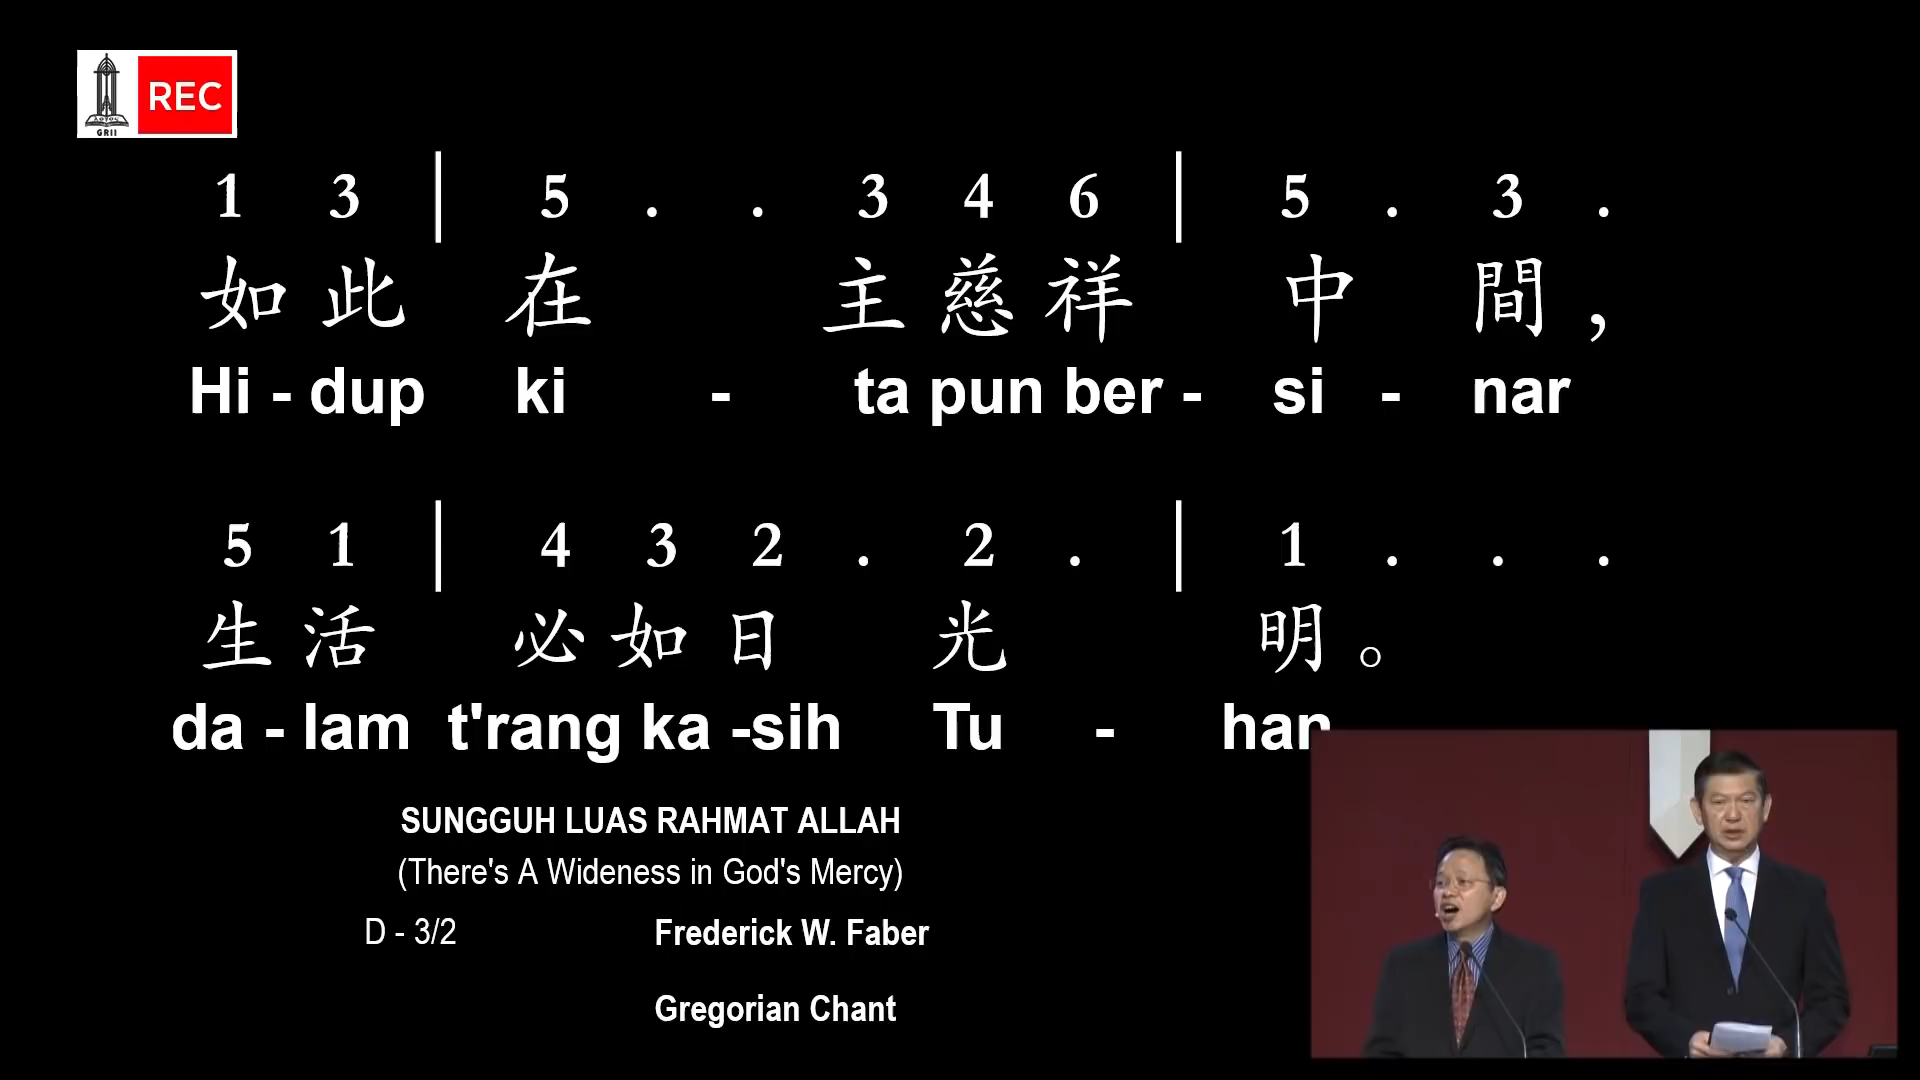 REC
GRII
1 3 | 5 . . 3 4 6 | 5 . 3 .
如此 在 主慈祥 中 間，
Hi - dup ki - ta pun ber - si - nar
5 1 | 4 3 2 . 2 . | 1 . . .
生活 必如日 光 明。
da - lam t'rang ka -sih Tu - han
SUNGGUH LUAS RAHMAT ALLAH
(There's A Wideness in God's Mercy)
D - 3/2 Frederick W. Faber
Gregorian Chant